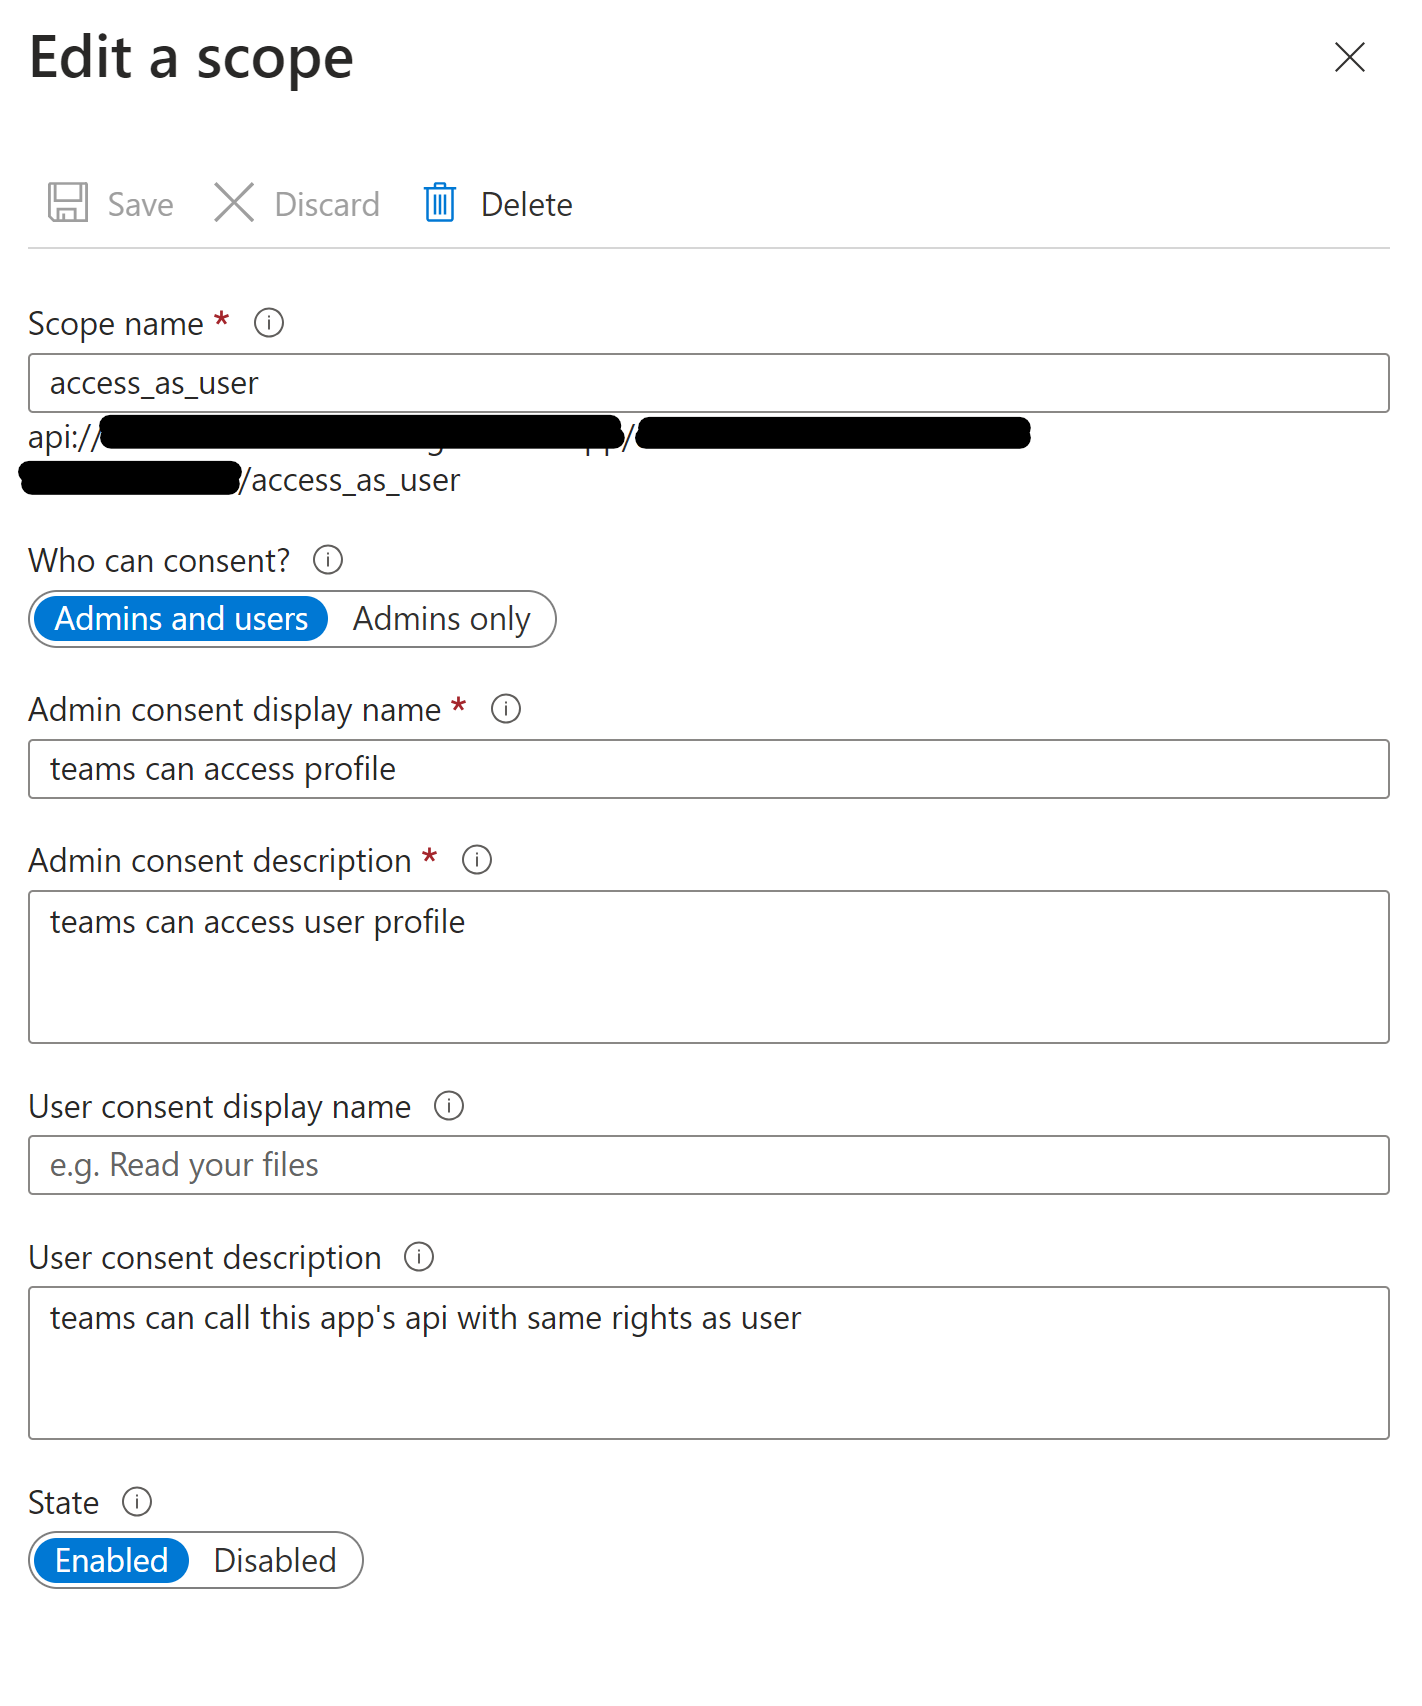 Edit a scope
Save Discard Delete
Scope name *
access_as_user
api:// /
/access_as_user
Who can consent?
Admins and users Admins only
Admin consent display name *
teams can access profile
Admin consent description *
teams can access user profile
User consent display name
e.g. Read your files
User consent description
teams can call this app's api with same rights as user
State
Enabled Disabled